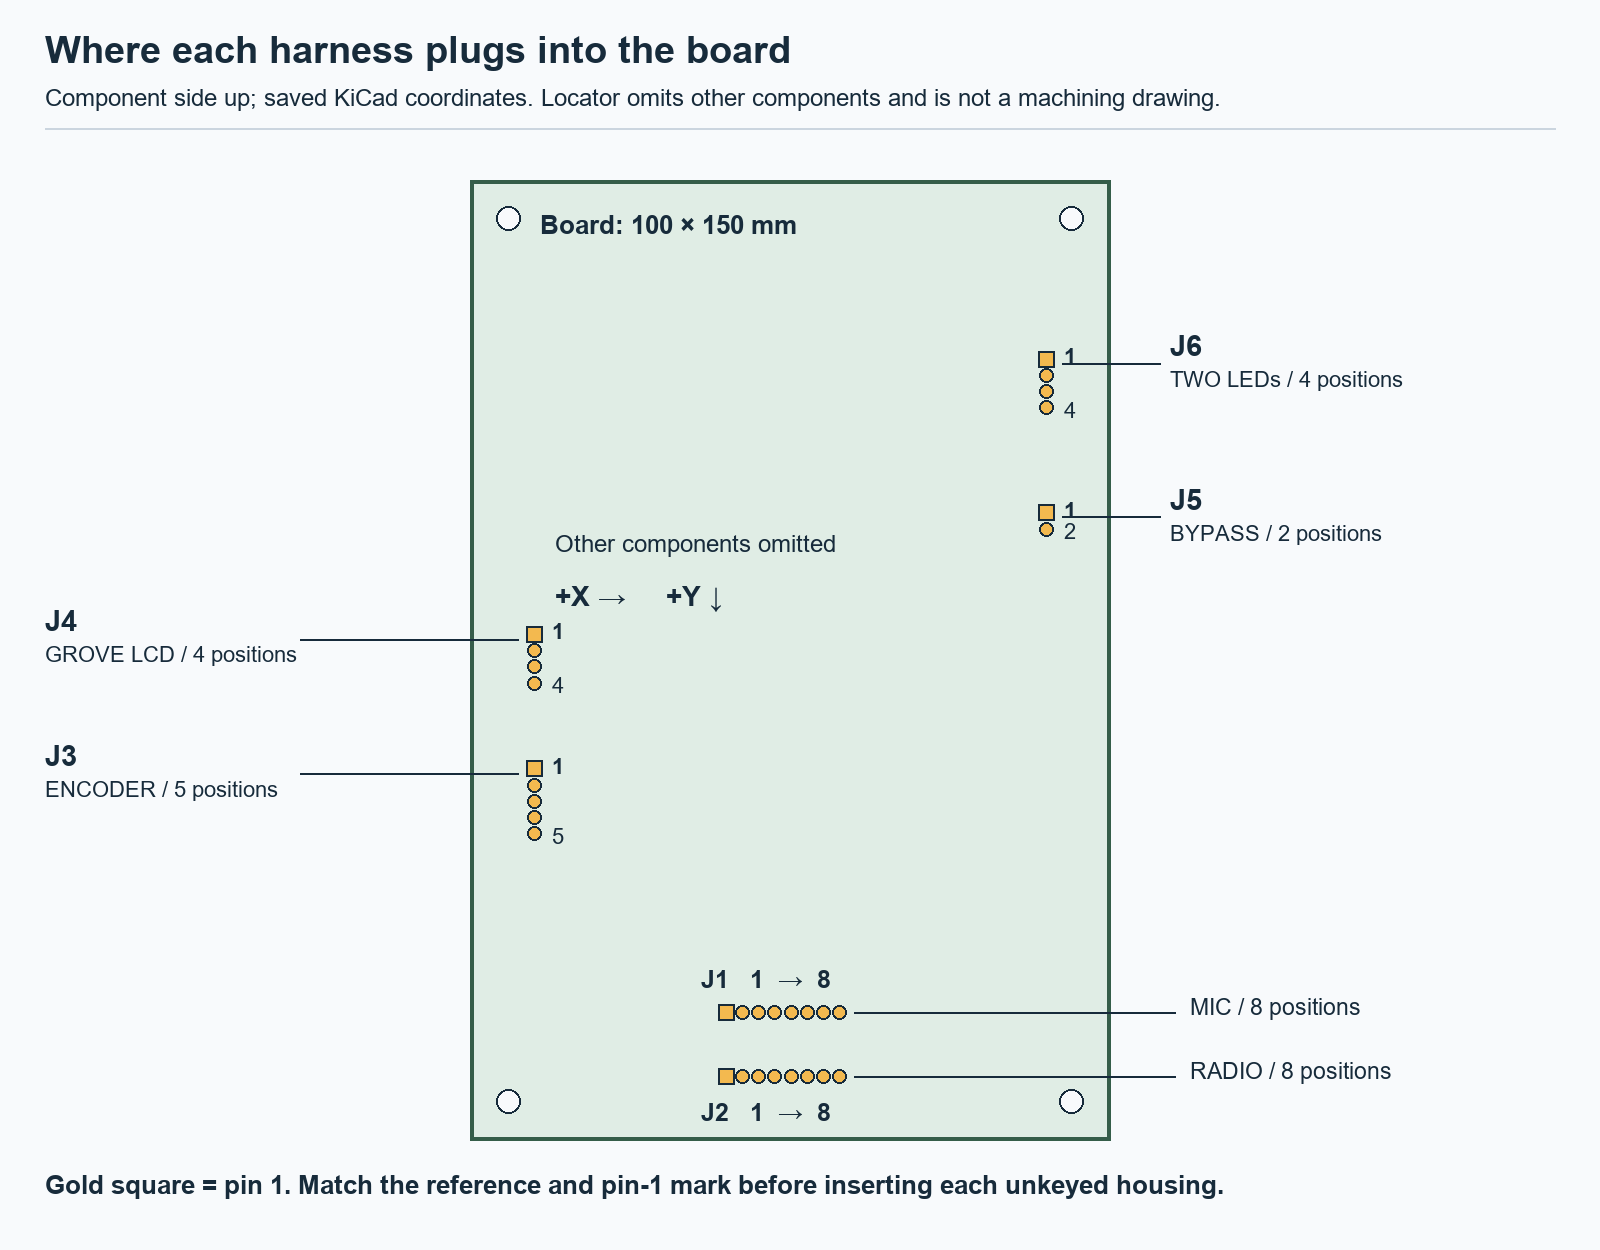 Where each harness plugs into the board
Component side up; saved KiCad coordinates. Locator omits other components and is not a machining drawing.
Board: 100 × 150 mm
1
J6
TWO LEDs / 4 positions
4
1
J5
2
BYPASS / 2 positions
Other components omitted
+X → +Y ↓
J4
1
GROVE LCD / 4 positions
4
J3
1
ENCODER / 5 positions
5
J1 1 → 8
MIC / 8 positions
RADIO / 8 positions
J2 1 → 8
Gold square = pin 1. Match the reference and pin-1 mark before inserting each unkeyed housing.